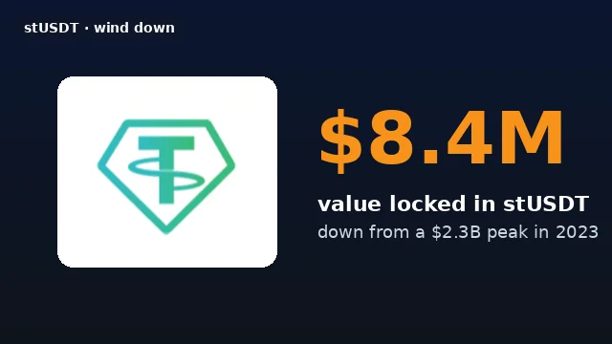 stUSDT · wind down
$8.4M
value locked in stUSDT
down from a $2.3B peak in 2023